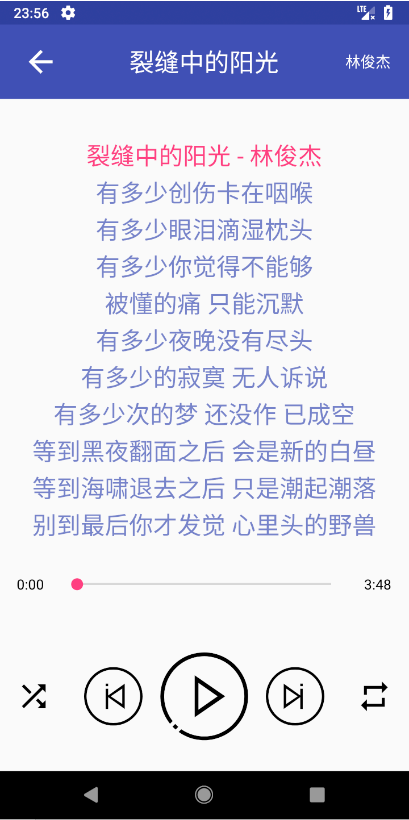 23:56
LTE
裂缝中的阳光
林俊杰
裂缝中的阳光 - 林俊杰
有多少创伤卡在咽喉
有多少眼泪滴湿枕头
有多少你觉得不能够
被懂的痛 只能沉默
有多少夜晚没有尽头
有多少的寂寞 无人诉说
有多少次的梦 还没作 已成空
等到黑夜翻面之后 会是新的白昼
等到海啸退去之后 只是潮起潮落
别到最后你才发觉 心里头的野兽
0:00
3:48